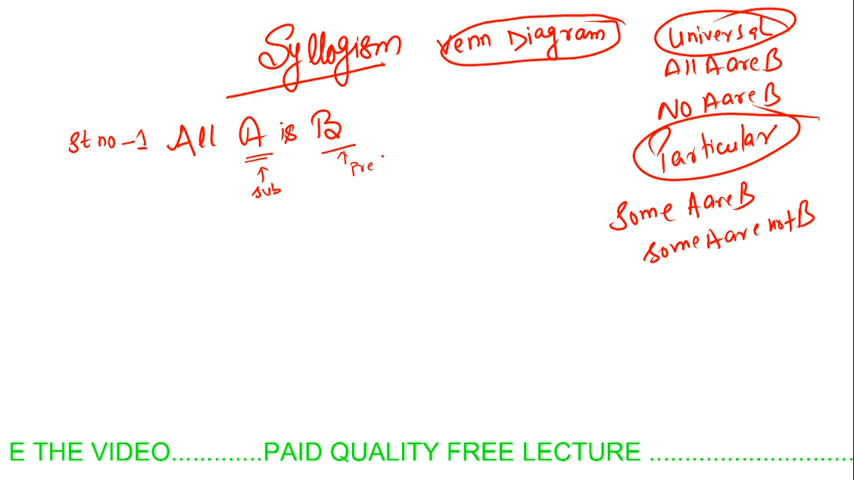 Syllogism Venn Diagram Universal
All A are B
No A are B
St no-1 All A is B
Particular
sub
Pre.
Some A are B
Some A are not B
E THE VIDEO.............PAID QUALITY FREE LECTURE .............................